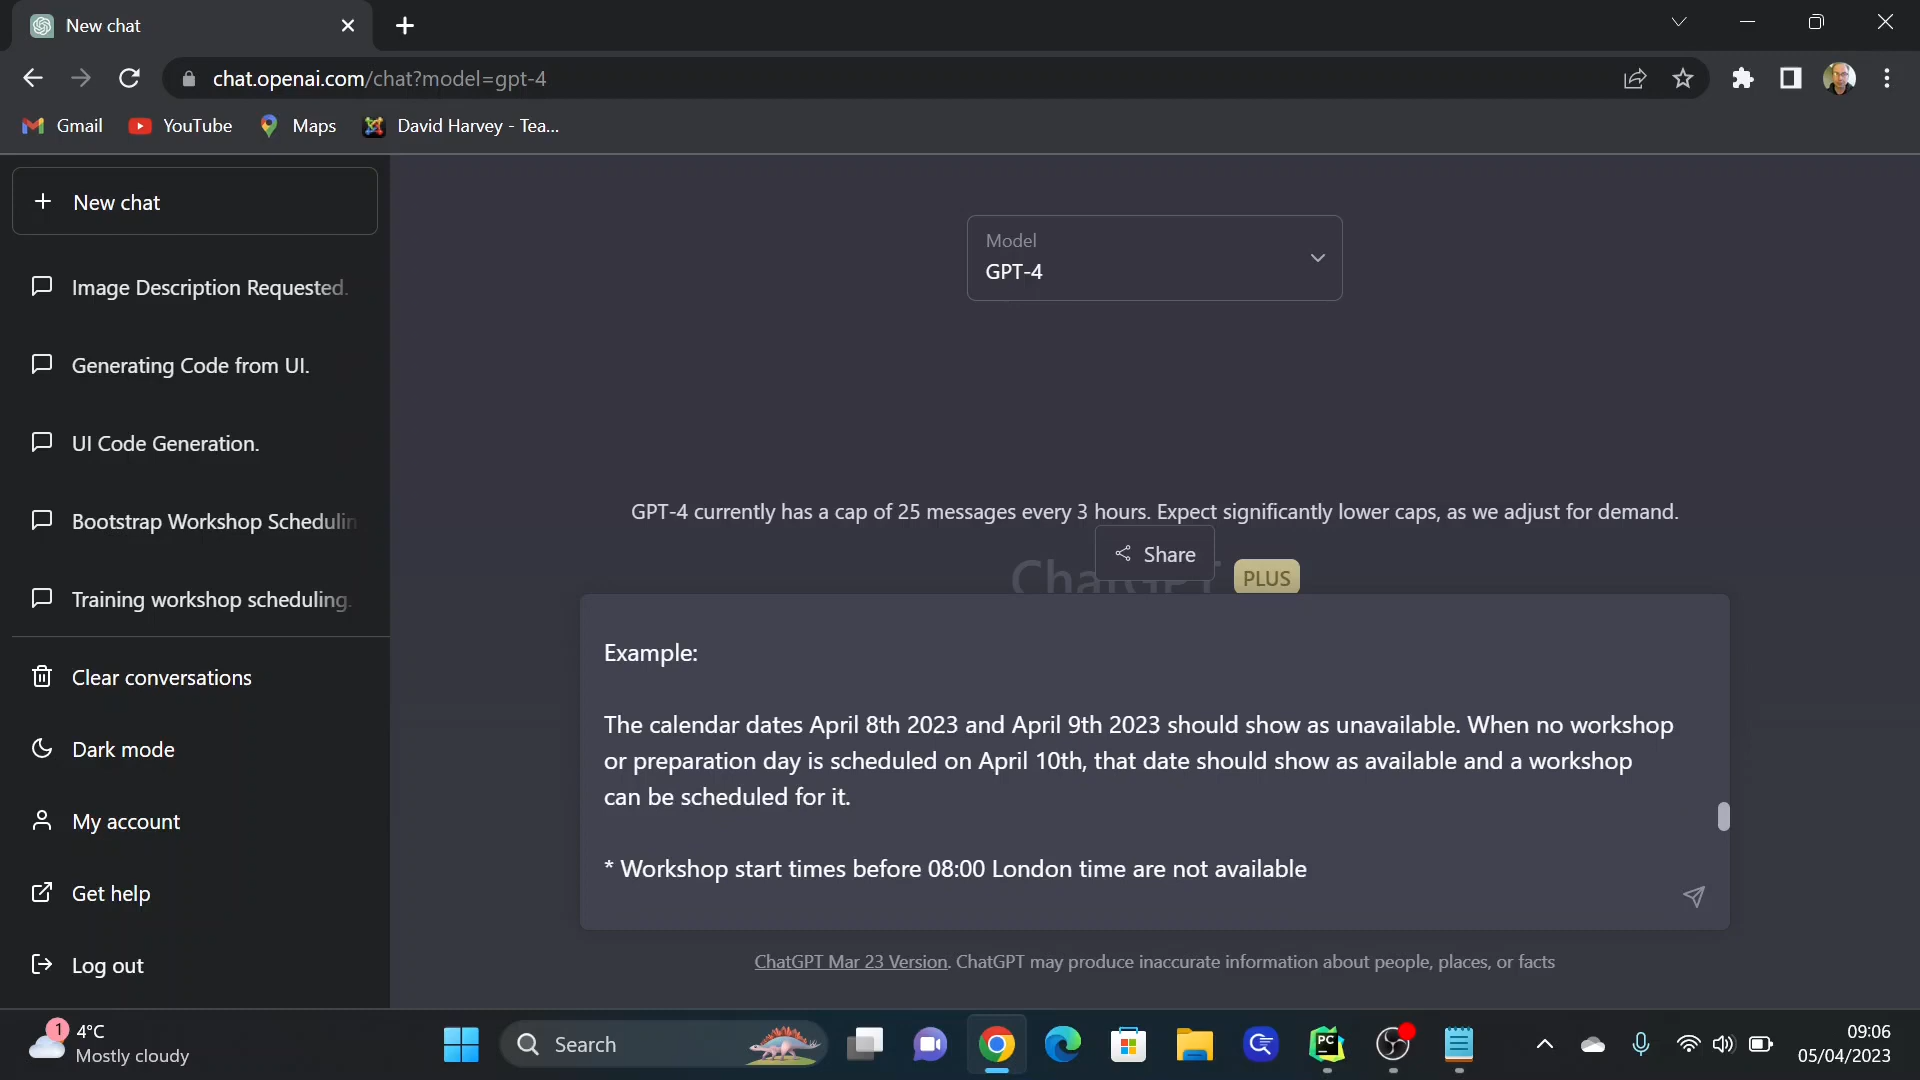 New chat
chat.openai.com/chat?model=gpt-4
Gmail
YouTube
Maps
David Harvey - Tea...
New chat
Image Description Requested.
Generating Code from UI.
UI Code Generation.
Bootstrap Workshop Schedulin
Training workshop scheduling.
Clear conversations
Dark mode
My account
Get help
Log out
Model
GPT-4
GPT-4 currently has a cap of 25 messages every 3 hours. Expect significantly lower caps, as we adjust for demand.
Share
ChatGPT PLUS
Example:
The calendar dates April 8th 2023 and April 9th 2023 should show as unavailable. When no workshop
or preparation day is scheduled on April 10th, that date should show as available and a workshop
can be scheduled for it.
* Workshop start times before 08:00 London time are not available
ChatGPT Mar 23 Version. ChatGPT may produce inaccurate information about people, places, or facts
1
4°C
Mostly cloudy
Search
PC
09:06
05/04/2023